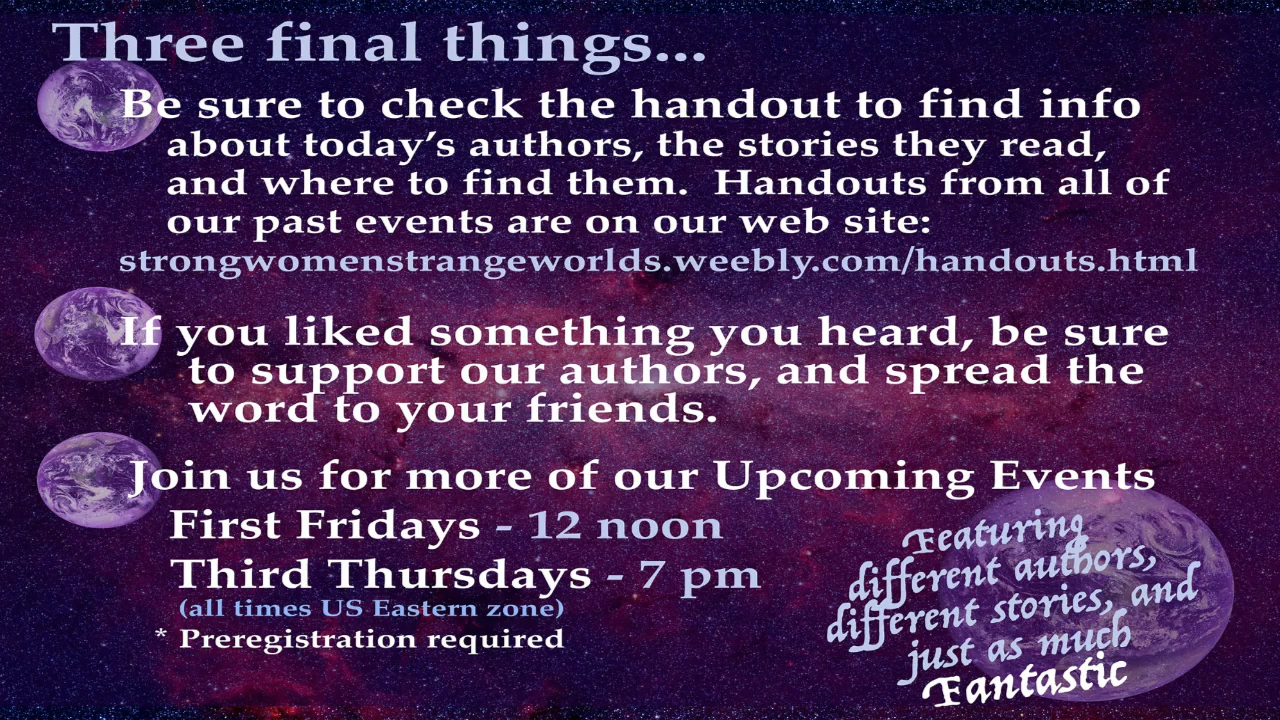 Three final things...
Be sure to check the handout to find info
about today’s authors, the stories they read,
and where to find them.  Handouts from all of
our past events are on our web site:
strongwomenstrangeworlds.weebly.com/handouts.html
If you liked something you heard, be sure
to support our authors, and spread the
word to your friends.
Join us for more of our Upcoming Events
First Fridays - 12 noon
Third Thursdays - 7 pm
(all times US Eastern zone)
* Preregistration required
Featuring
different authors,
different stories, and
just as much
Fantastic